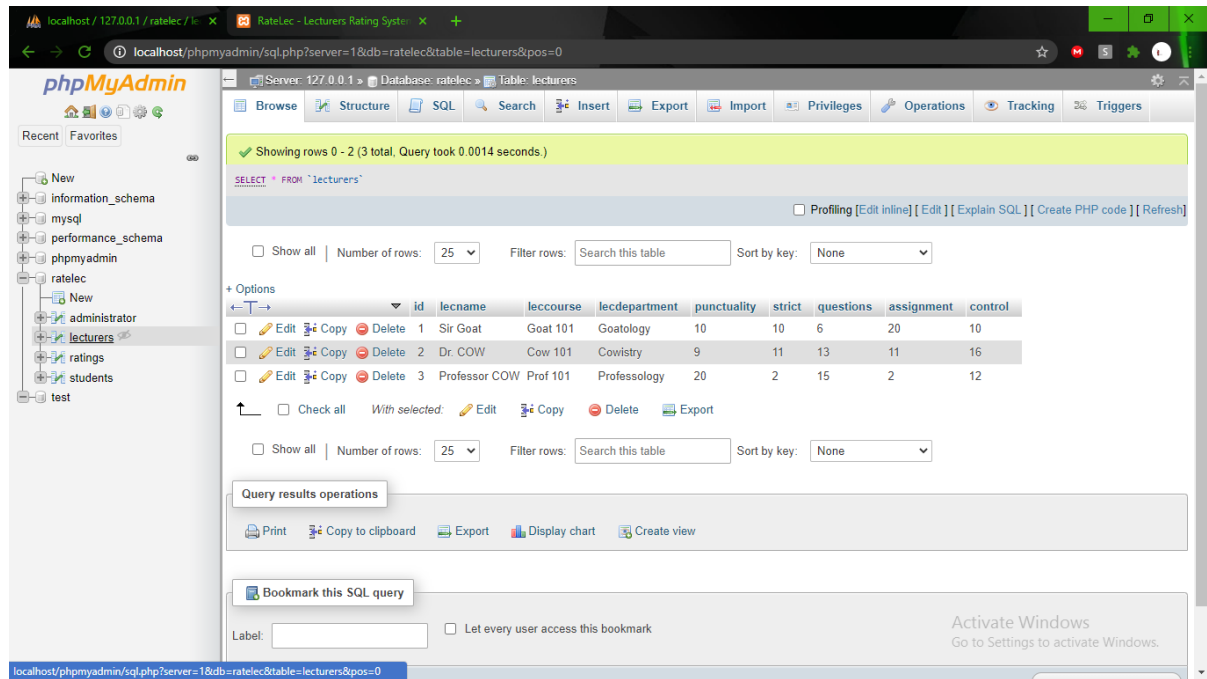 localhost / 127.0.0.1 / ratelec / le
RateLec - Lecturers Rating System
localhost/phpmyadmin/sql.php?server=1&db=ratelec&table=lecturers&pos=0
phpMyAdmin
Recent Favorites
New
information_schema
mysql
performance_schema
phpmyadmin
ratelec
New
administrator
lecturers
ratings
students
test
Server: 127.0.0.1 » Database: ratelec » Table: lecturers
Browse Structure SQL Search Insert Export Import Privileges Operations Tracking Triggers
Showing rows 0 - 2 (3 total, Query took 0.0014 seconds.)
SELECT * FROM `lecturers`
Profiling [Edit inline] [ Edit ] [ Explain SQL ] [ Create PHP code ] [ Refresh]
Show all | Number of rows: 25 Filter rows: Search this table Sort by key: None
+ Options
←T→ id lecname leccourse lecdepartment punctuality strict questions assignment control
Edit Copy Delete 1 Sir Goat Goat 101 Goatology 10 10 6 20 10
Edit Copy Delete 2 Dr. COW Cow 101 Cowistry 9 11 13 11 16
Edit Copy Delete 3 Professor COW Prof 101 Professology 20 2 15 2 12
Check all With selected: Edit Copy Delete Export
Show all | Number of rows: 25 Filter rows: Search this table Sort by key: None
Query results operations
Print Copy to clipboard Export Display chart Create view
Bookmark this SQL query
Label: Let every user access this bookmark
Activate Windows
Go to Settings to activate Windows.
localhost/phpmyadmin/sql.php?server=1&db=ratelec&table=lecturers&pos=0